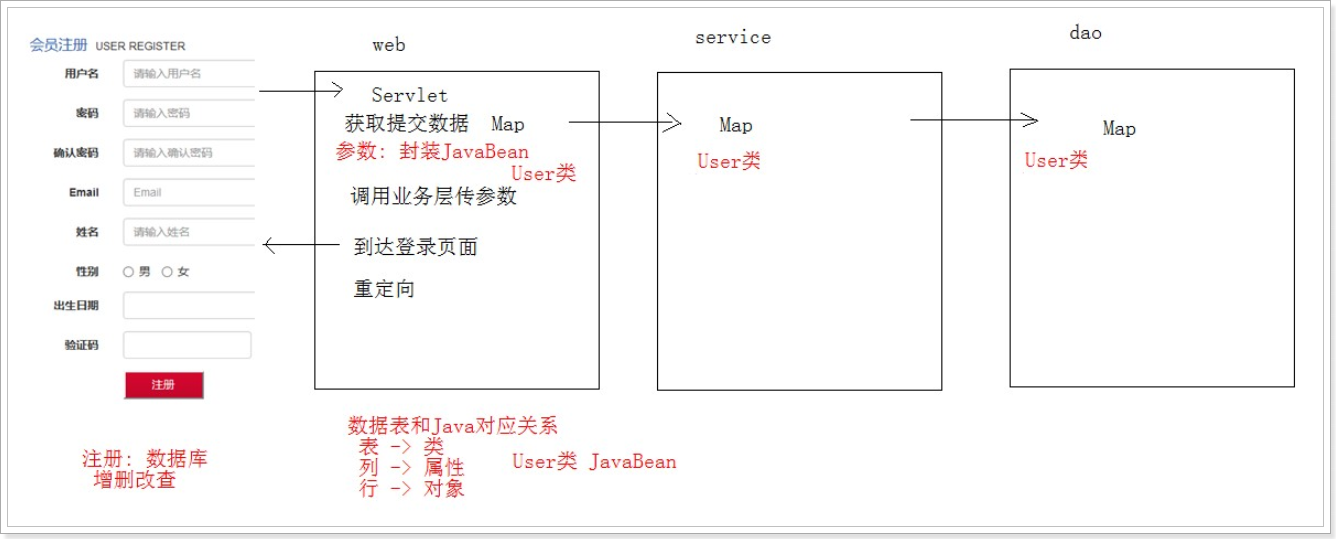 会员注册 USER REGISTER
用户名 请输入用户名
密码 请输入密码
确认密码 请输入确认密码
Email Email
姓名 请输入姓名
性别 男 女
出生日期
验证码
注册
注册: 数据库
增删改查
web
Servlet
获取提交数据 Map
参数: 封装JavaBean
User类
调用业务层传参数
到达登录页面
重定向
数据表和Java对应关系
表 -> 类
列 -> 属性
行 -> 对象
User类 JavaBean
service
Map
User类
dao
Map
User类